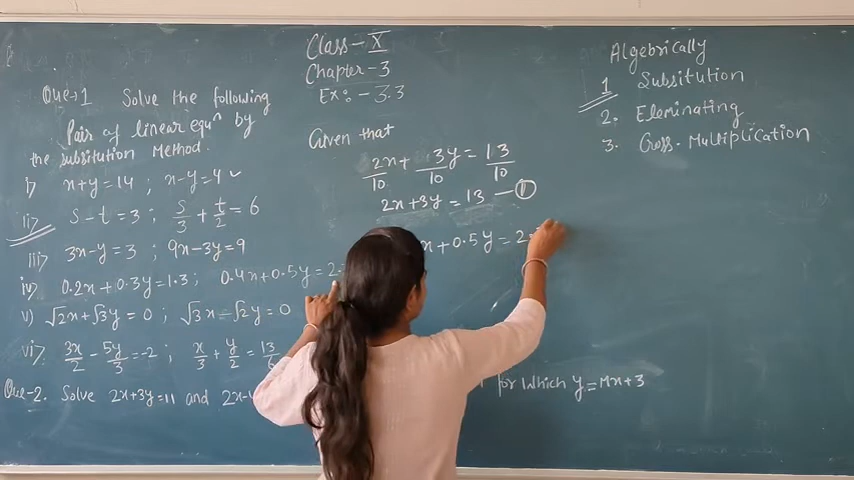 Class - X
Chapter - 3
Ex: - 3.3
Que→1 Solve the following
Pair of linear equⁿ by
the subsitution Method.
i) x+y=14 ; x-y=4 ✓
ii) s-t=3 ; s/3 + t/2 = 6
iii) 3x-y=3 ; 9x-3y=9
iv) 0.2x+0.3y=1.3 ; 0.4x+0.5y=2.
v) √2x+√3y=0 ; √3x-√2y=0
vi) 3x/2 - 5y/3 = -2 ; x/3 + y/2 = 13/6
Que-2. Solve 2x+3y=11 and 2x-
for Which y=mx+3
Given that
2x/10 + 3y/10 = 13/10
2x+3y=13 —①
x+0.5y=2
Algebrically
1 Subsitution
2. Eleminating
3. Cross-Multiplication